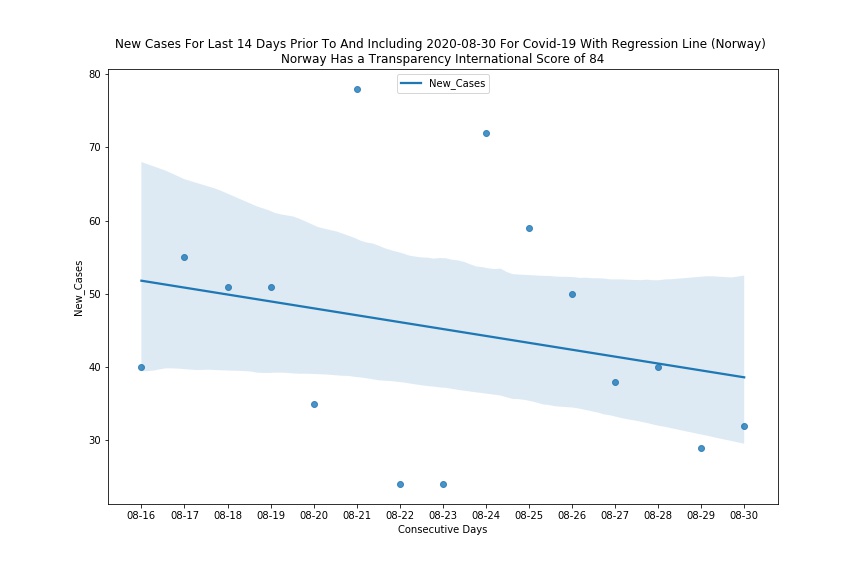 New Cases For Last 14 Days Prior To And Including 2020-08-30 For Covid-19 With Regression Line (Norway)
Norway Has a Transparency International Score of 84
New_Cases
80
70
60
50
40
30
New_Cases
08-16 08-17 08-18 08-19 08-20 08-21 08-22 08-23 08-24 08-25 08-26 08-27 08-28 08-29 08-30
Consecutive Days